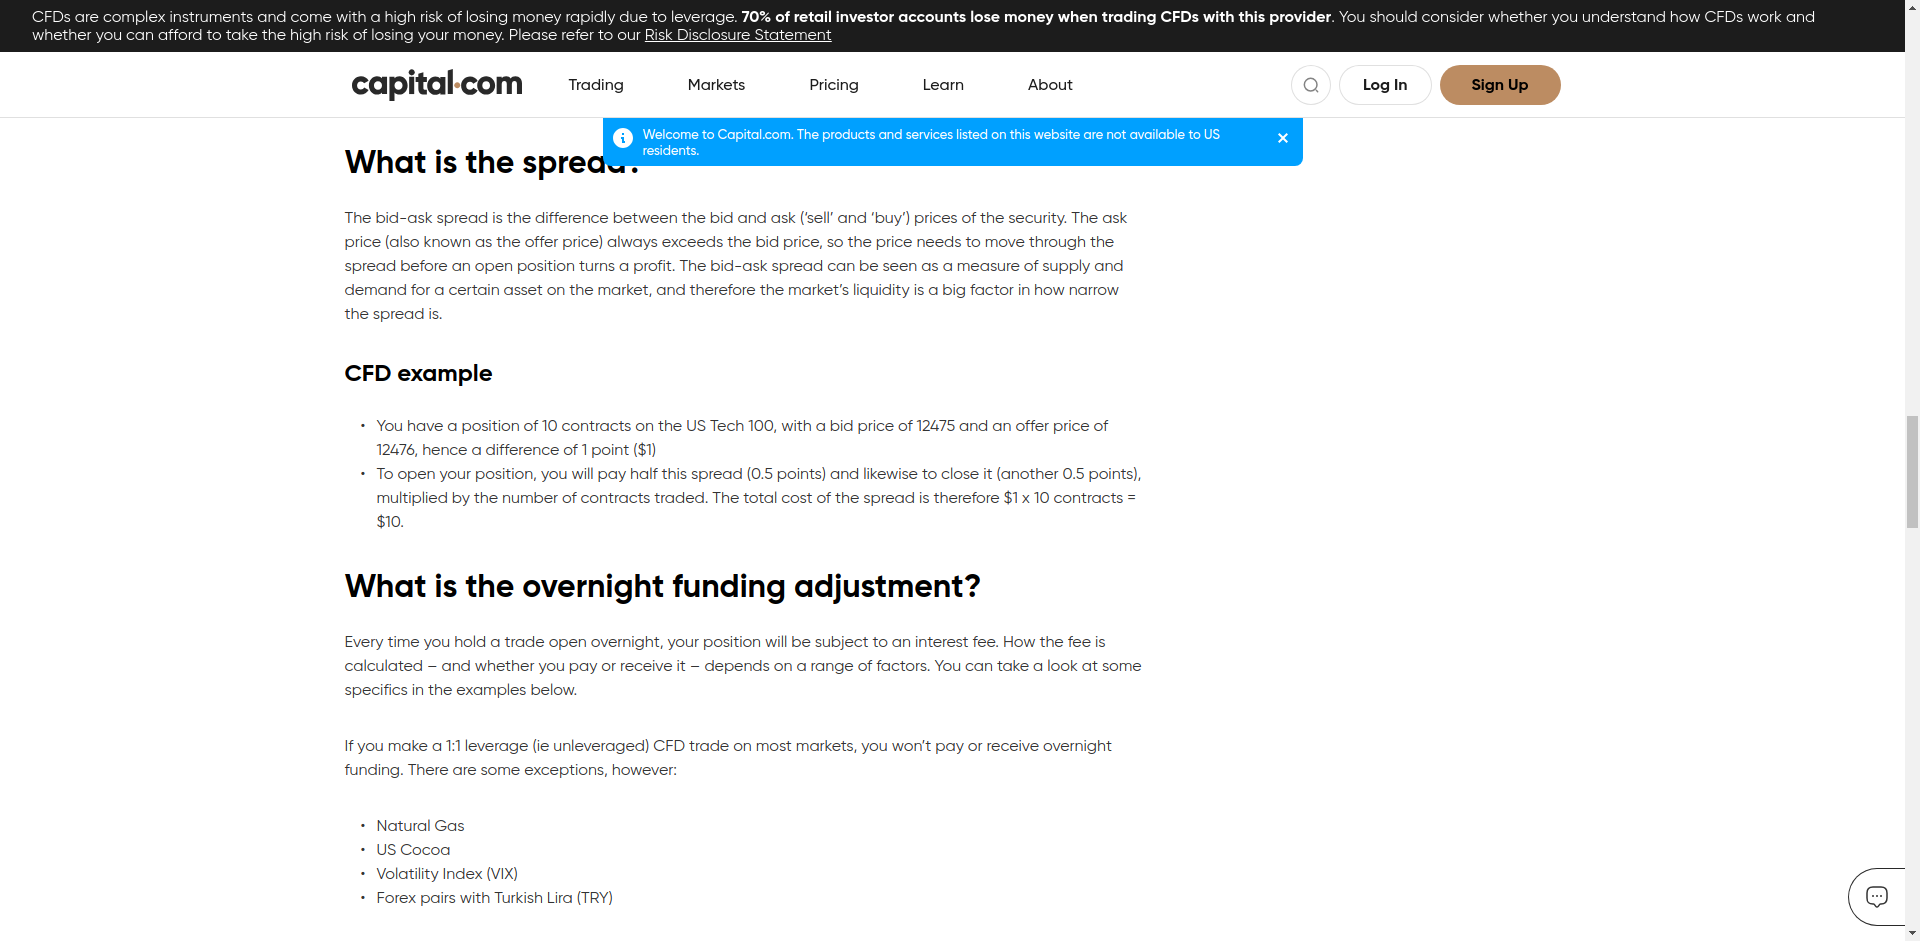 CFDs are complex instruments and come with a high risk of losing money rapidly due to leverage. 70% of retail investor accounts lose money when trading CFDs with this provider. You should consider whether you understand how CFDs work and
whether you can afford to take the high risk of losing your money. Please refer to our Risk Disclosure Statement
capital.com
Trading
Markets
Pricing
Learn
About
Log In
Sign Up
Welcome to Capital.com. The products and services listed on this website are not available to US
residents.
What is the spread?
The bid-ask spread is the difference between the bid and ask (‘sell’ and ‘buy’) prices of the security. The ask
price (also known as the offer price) always exceeds the bid price, so the price needs to move through the
spread before an open position turns a profit. The bid-ask spread can be seen as a measure of supply and
demand for a certain asset on the market, and therefore the market’s liquidity is a big factor in how narrow
the spread is.
CFD example
• You have a position of 10 contracts on the US Tech 100, with a bid price of 12475 and an offer price of
12476, hence a difference of 1 point ($1)
• To open your position, you will pay half this spread (0.5 points) and likewise to close it (another 0.5 points),
multiplied by the number of contracts traded. The total cost of the spread is therefore $1 x 10 contracts =
$10.
What is the overnight funding adjustment?
Every time you hold a trade open overnight, your position will be subject to an interest fee. How the fee is
calculated – and whether you pay or receive it – depends on a range of factors. You can take a look at some
specifics in the examples below.
If you make a 1:1 leverage (ie unleveraged) CFD trade on most markets, you won’t pay or receive overnight
funding. There are some exceptions, however:
• Natural Gas
• US Cocoa
• Volatility Index (VIX)
• Forex pairs with Turkish Lira (TRY)